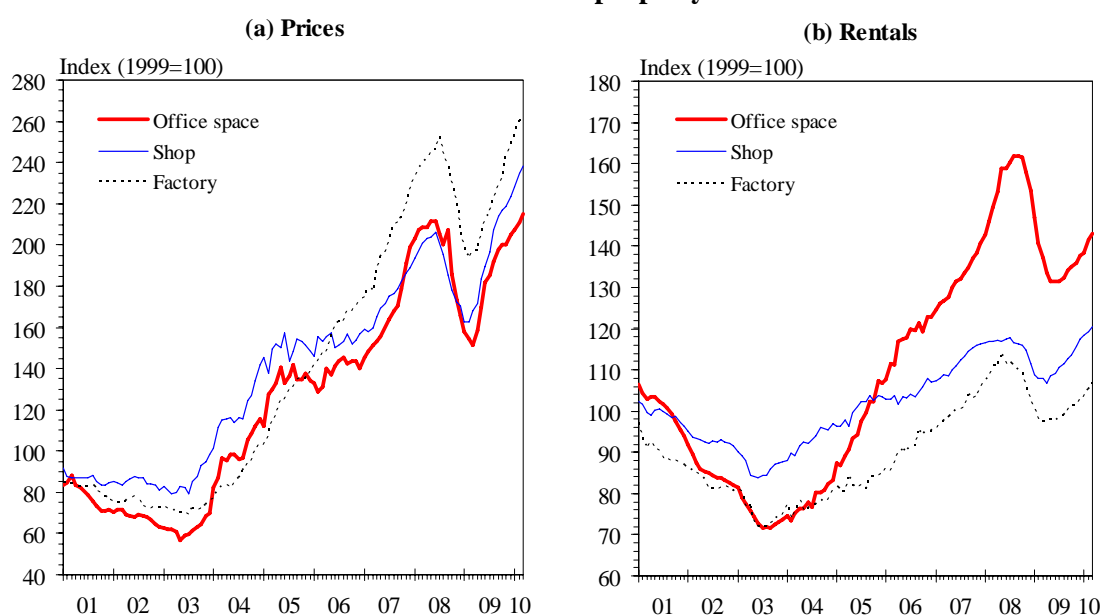 property
(a) Prices
Index (1999=100)
280
260
240
220
200
180
160
140
120
100
80
60
40
Office space
Shop
Factory
01 02 03 04 05 06 07 08 09 10
(b) Rentals
Index (1999=100)
180
170
160
150
140
130
120
110
100
90
80
70
60
Office space
Shop
Factory
01 02 03 04 05 06 07 08 09 10